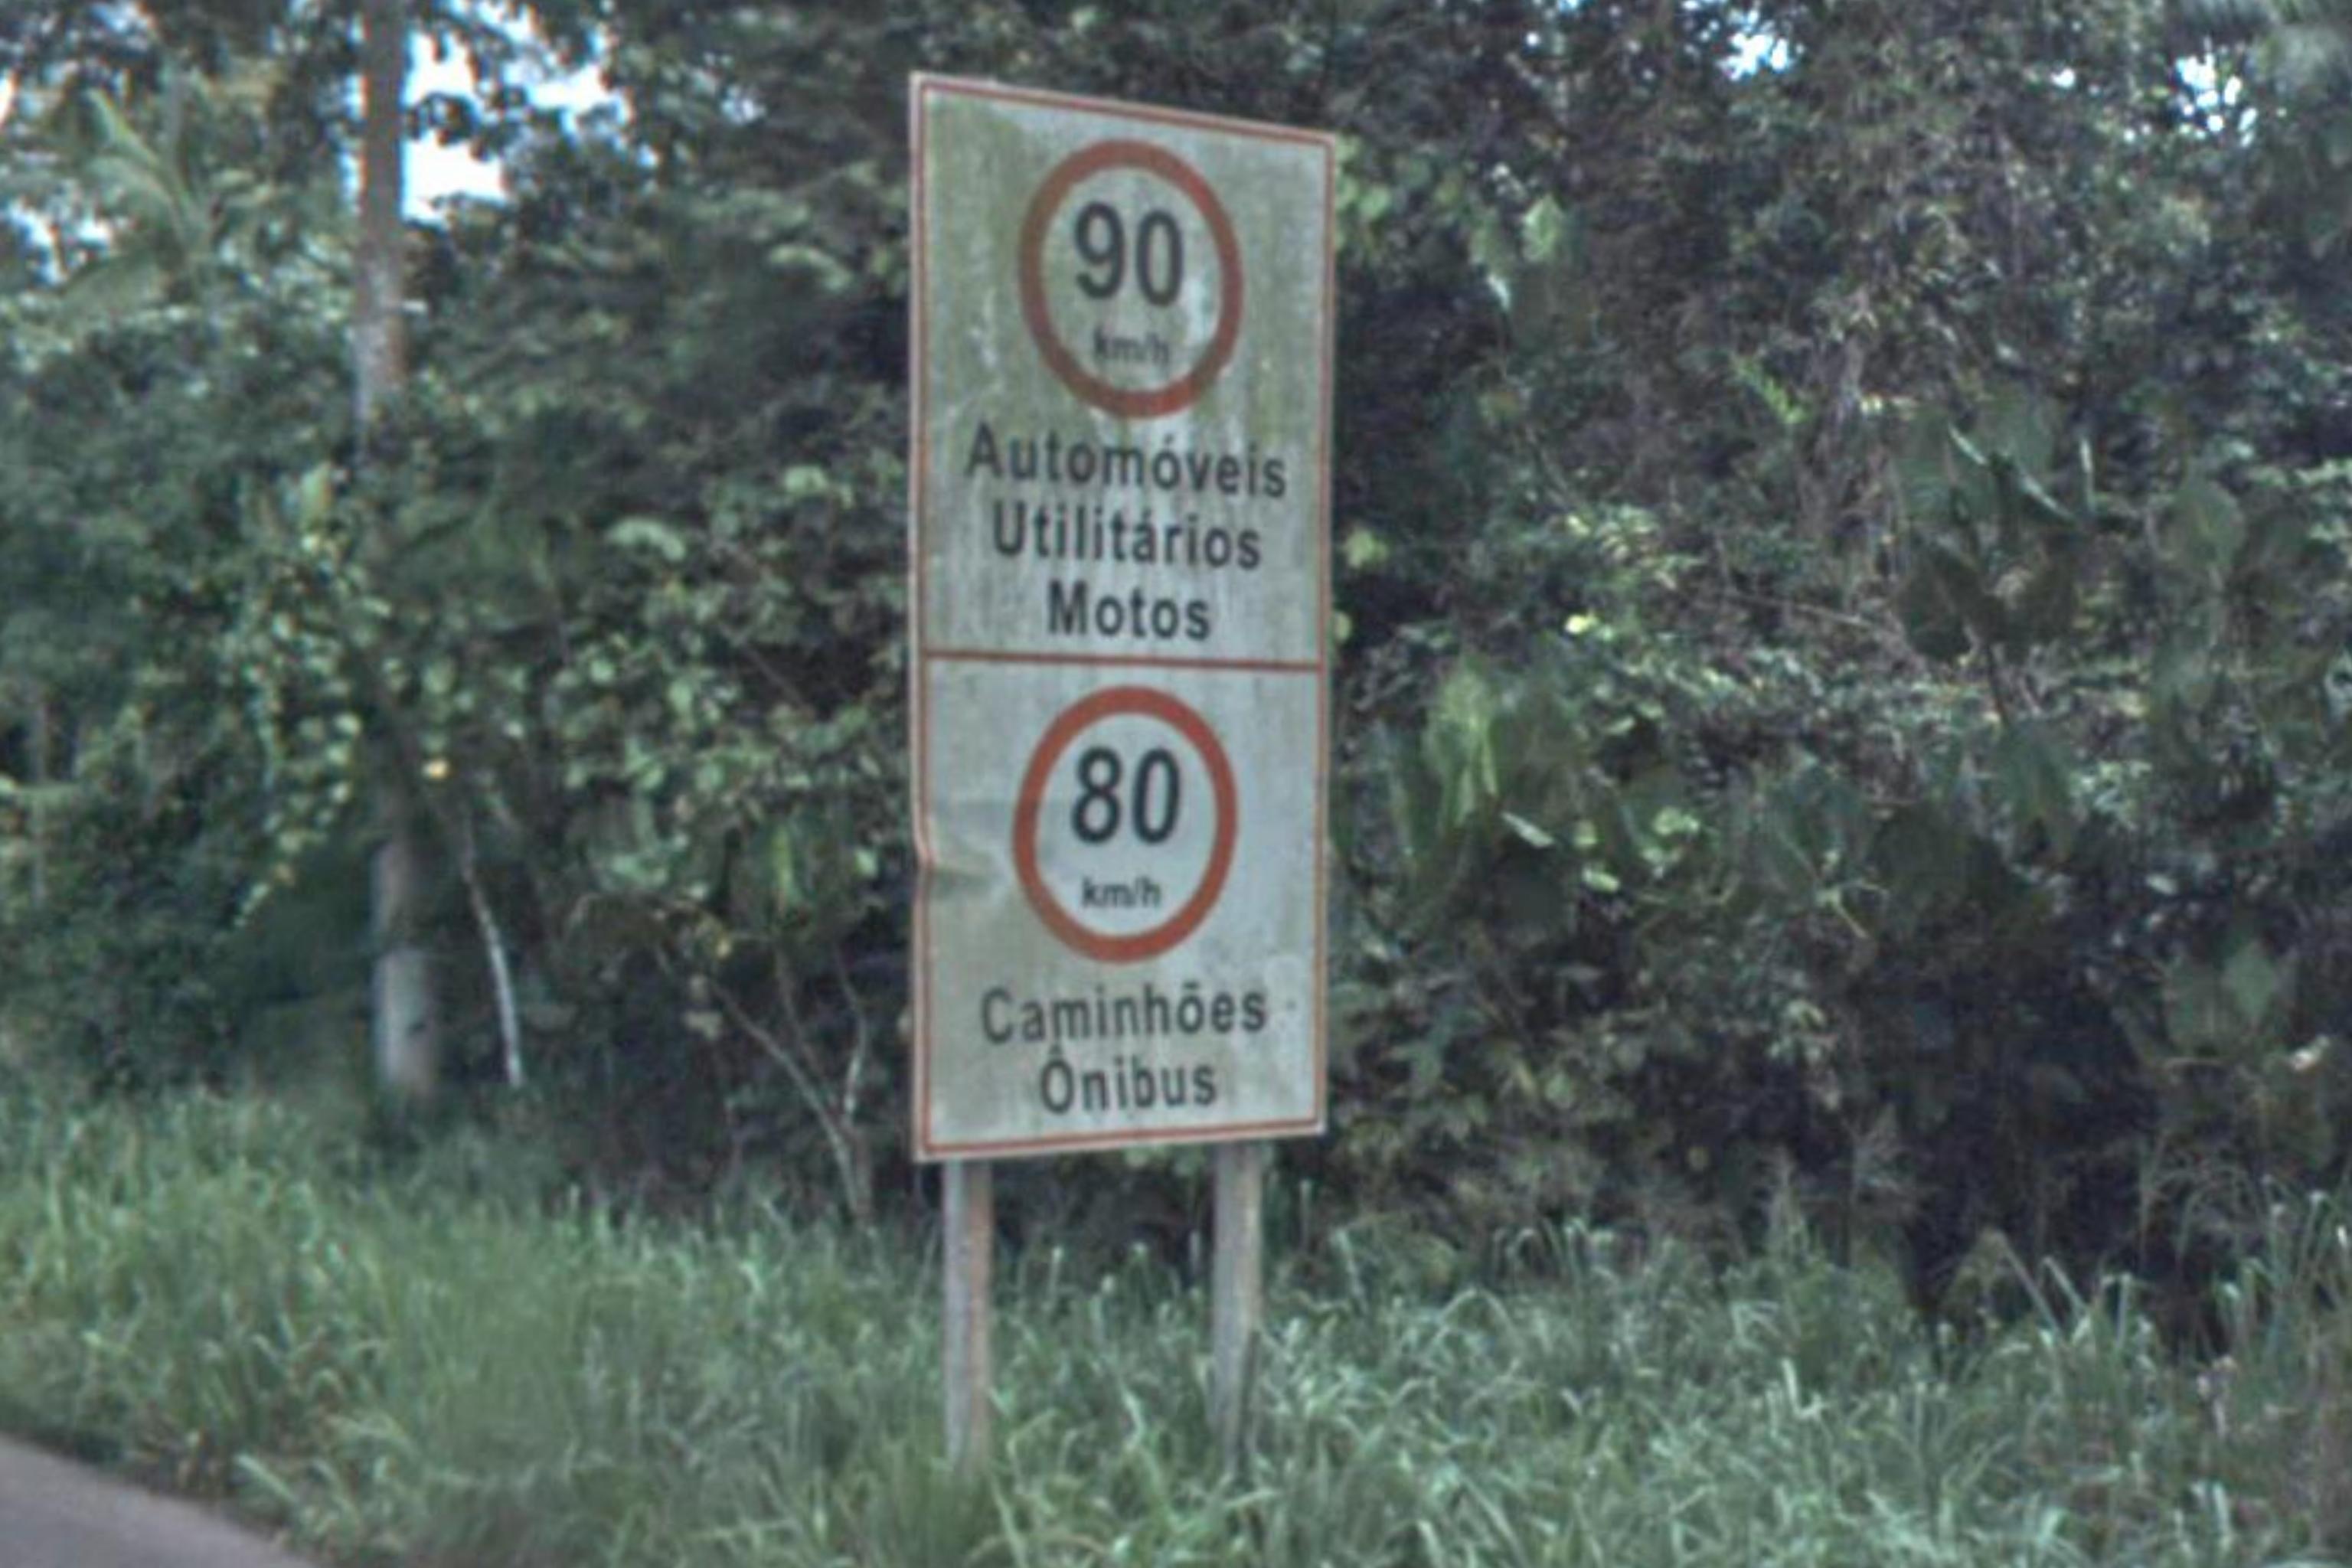 90
km/h
Automóveis
Utilitários
Motos
80
km/h
Caminhões
Ônibus